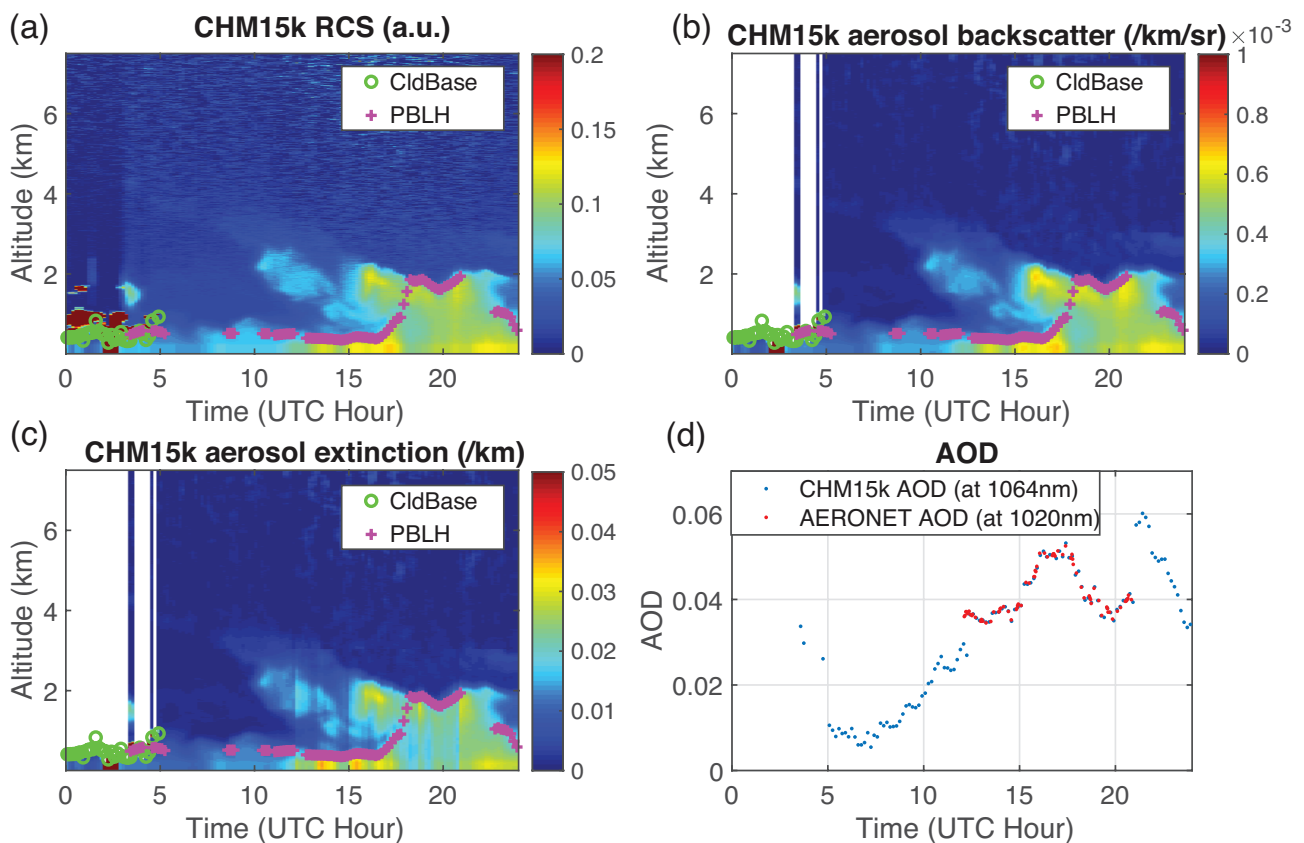 (a)
CHM15k RCS (a.u.)
CldBase
PBLH
0.2
0.15
0.1
0.05
0
6
4
2
Altitude (km)
0 5 10 15 20
Time (UTC Hour)
(b)
CHM15k aerosol backscatter (/km/sr)
×10⁻³
CldBase
PBLH
1
0.8
0.6
0.4
0.2
0
6
4
2
Altitude (km)
0 5 10 15 20
Time (UTC Hour)
(c)
CHM15k aerosol extinction (/km)
CldBase
PBLH
0.05
0.04
0.03
0.02
0.01
0
6
4
2
Altitude (km)
0 5 10 15 20
Time (UTC Hour)
(d)
AOD
CHM15k AOD (at 1064nm)
AERONET AOD (at 1020nm)
0.06
0.04
0.02
0
AOD
0 5 10 15 20
Time (UTC Hour)